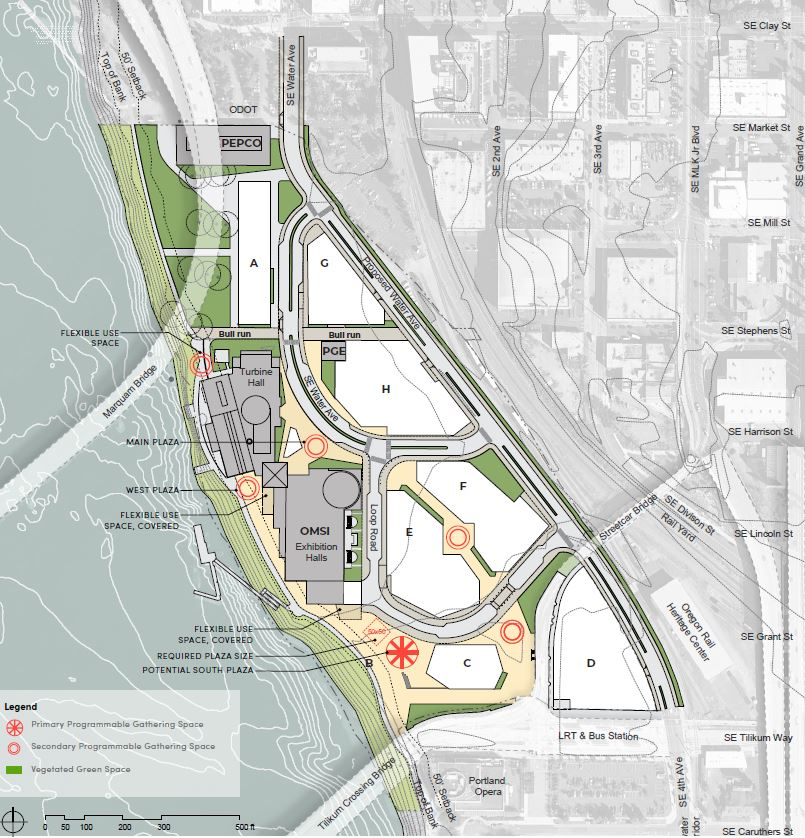 SE Clay St
SE Water Ave
50' Setback
Top of Bank
ODOT
PEPCO
SE Market St
SE 2nd Ave
SE 3rd Ave
SE MLK Jr Blvd
SE Grand Ave
SE Mill St
A
G
Proposed Water Ave
FLEXIBLE USE
SPACE
Bull run
Bull run
SE Stephens St
PGE
Turbine
Hall
Marquam Bridge
SE Water Ave
H
MAIN PLAZA
SE Harrison St
WEST PLAZA
F
FLEXIBLE USE
SPACE, COVERED
Streetcar Bridge
SE Divison St
Rail Yard
OMSI
Exhibition
Halls
Loop Road
E
SE Lincoln St
Oregon Rail
Heritage Center
FLEXIBLE USE
SPACE, COVERED
50x50
SE Grant St
REQUIRED PLAZA SIZE
POTENTIAL SOUTH PLAZA
B
C
D
Legend
Primary Programmable Gathering Space
Secondary Programmable Gathering Space
Vegetated Green Space
LRT & Bus Station
SE Tilikum Way
Tilikum Crossing Bridge
Top of Bank
50' Setback
Portland
Opera
SE 4th AVe
0 50 100 200 300 500 ft
SE Caruthers St